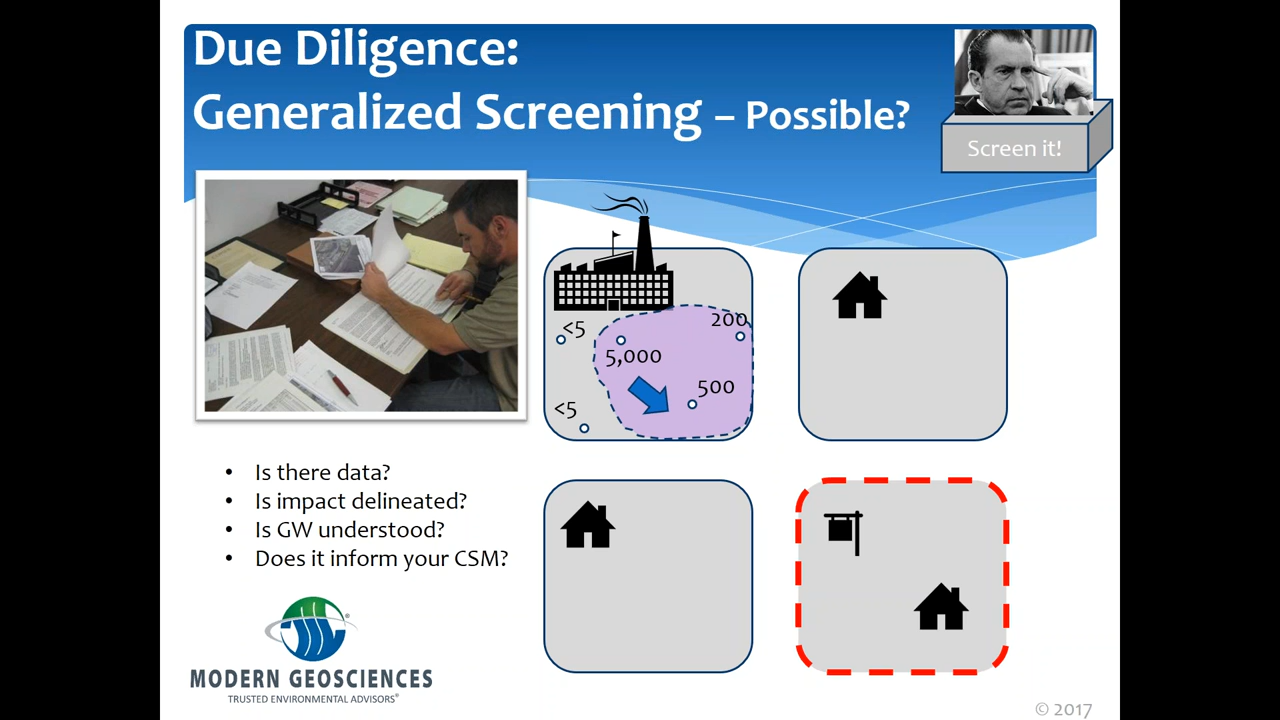 Due Diligence:
Generalized Screening – Possible?
Screen it!
<5
200
5,000
500
<5
• Is there data?
• Is impact delineated?
• Is GW understood?
• Does it inform your CSM?
MODERN GEOSCIENCES
TRUSTED ENVIRONMENTAL ADVISORS®
© 2017